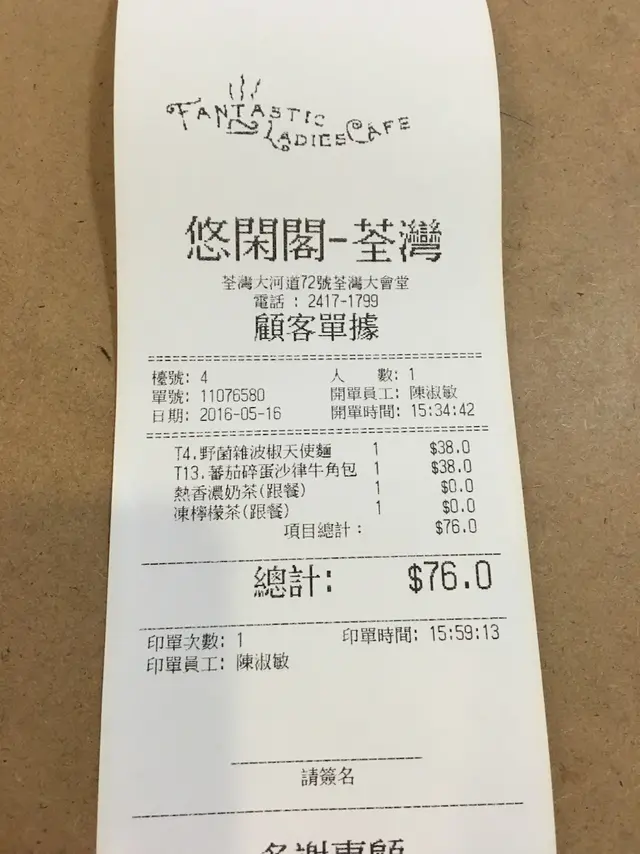 FANTASTIC
LADIES CAFE
悠閑閣-荃灣
荃灣大河道72號荃灣大會堂
電話 : 2417-1799
顧客單據
檯號: 4 人 數: 1
單號: 11076580 開單員工: 陳淑敏
日期: 2016-05-16 開單時間: 15:34:42
T4.野菌雜波椒天使麵 1 $38.0
T13.蕃茄碎蛋沙律牛角包 1 $38.0
熱香濃奶茶(跟餐) 1 $0.0
凍檸檬茶(跟餐) 1 $0.0
項目總計: $76.0
總計: $76.0
印單次數: 1 印單時間: 15:59:13
印單員工: 陳淑敏
請簽名
多謝惠顧